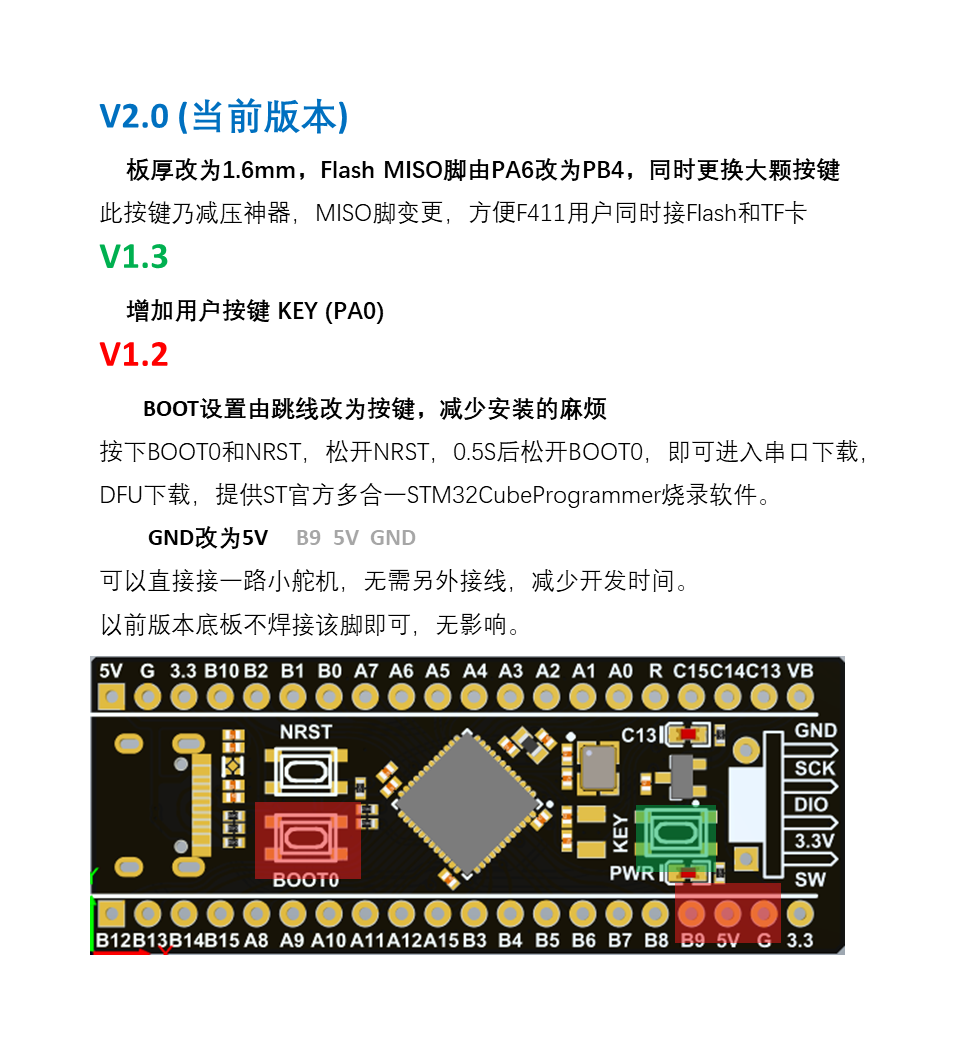 V2.0 (当前版本)
板厚改为1.6mm，Flash MISO脚由PA6改为PB4，同时更换大颗按键
此按键乃减压神器，MISO脚变更，方便F411用户同时接Flash和TF卡
V1.3
增加用户按键 KEY (PA0)
V1.2
BOOT设置由跳线改为按键，减少安装的麻烦
按下BOOT0和NRST，松开NRST，0.5S后松开BOOT0，即可进入串口下载，
DFU下载，提供ST官方多合一STM32CubeProgrammer烧录软件。
GND改为5V B9 5V GND
可以直接接一路小舵机，无需另外接线，减少开发时间。
以前版本底板不焊接该脚即可，无影响。
5V G 3.3 B10 B2 B1 B0 A7 A6 A5 A4 A3 A2 A1 A0 R C15 C14 C13 VB
NRST
C13
GND
SCK
DIO
3.3V
SW
KEY
PWR
BOOT0
Y
X
B12 B13 B14 B15 A8 A9 A10 A11 A12 A15 B3 B4 B5 B6 B7 B8 B9 5V G 3.3